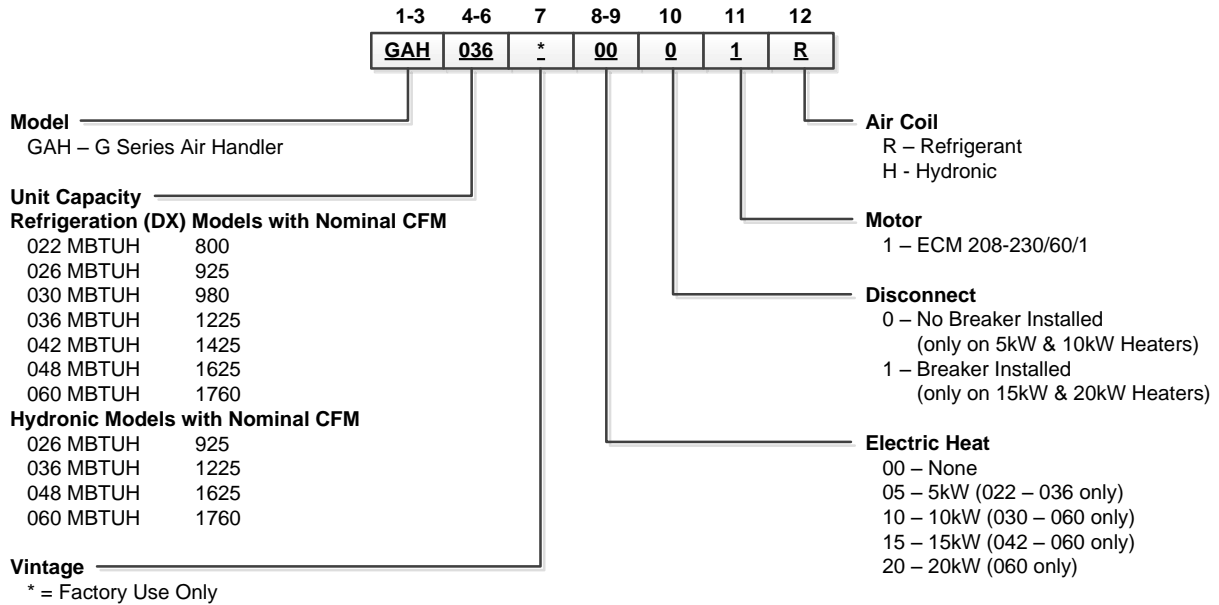 1-3 4-6 7 8-9 10 11 12
GAH 036 * 00 0 1 R
Model
GAH – G Series Air Handler
Unit Capacity
Refrigeration (DX) Models with Nominal CFM
022 MBTUH 800
026 MBTUH 925
030 MBTUH 980
036 MBTUH 1225
042 MBTUH 1425
048 MBTUH 1625
060 MBTUH 1760
Hydronic Models with Nominal CFM
026 MBTUH 925
036 MBTUH 1225
048 MBTUH 1625
060 MBTUH 1760
Vintage
* = Factory Use Only
Air Coil
R – Refrigerant
H - Hydronic
Motor
1 – ECM 208-230/60/1
Disconnect
0 – No Breaker Installed
(only on 5kW & 10kW Heaters)
1 – Breaker Installed
(only on 15kW & 20kW Heaters)
Electric Heat
00 – None
05 – 5kW (022 – 036 only)
10 – 10kW (030 – 060 only)
15 – 15kW (042 – 060 only)
20 – 20kW (060 only)